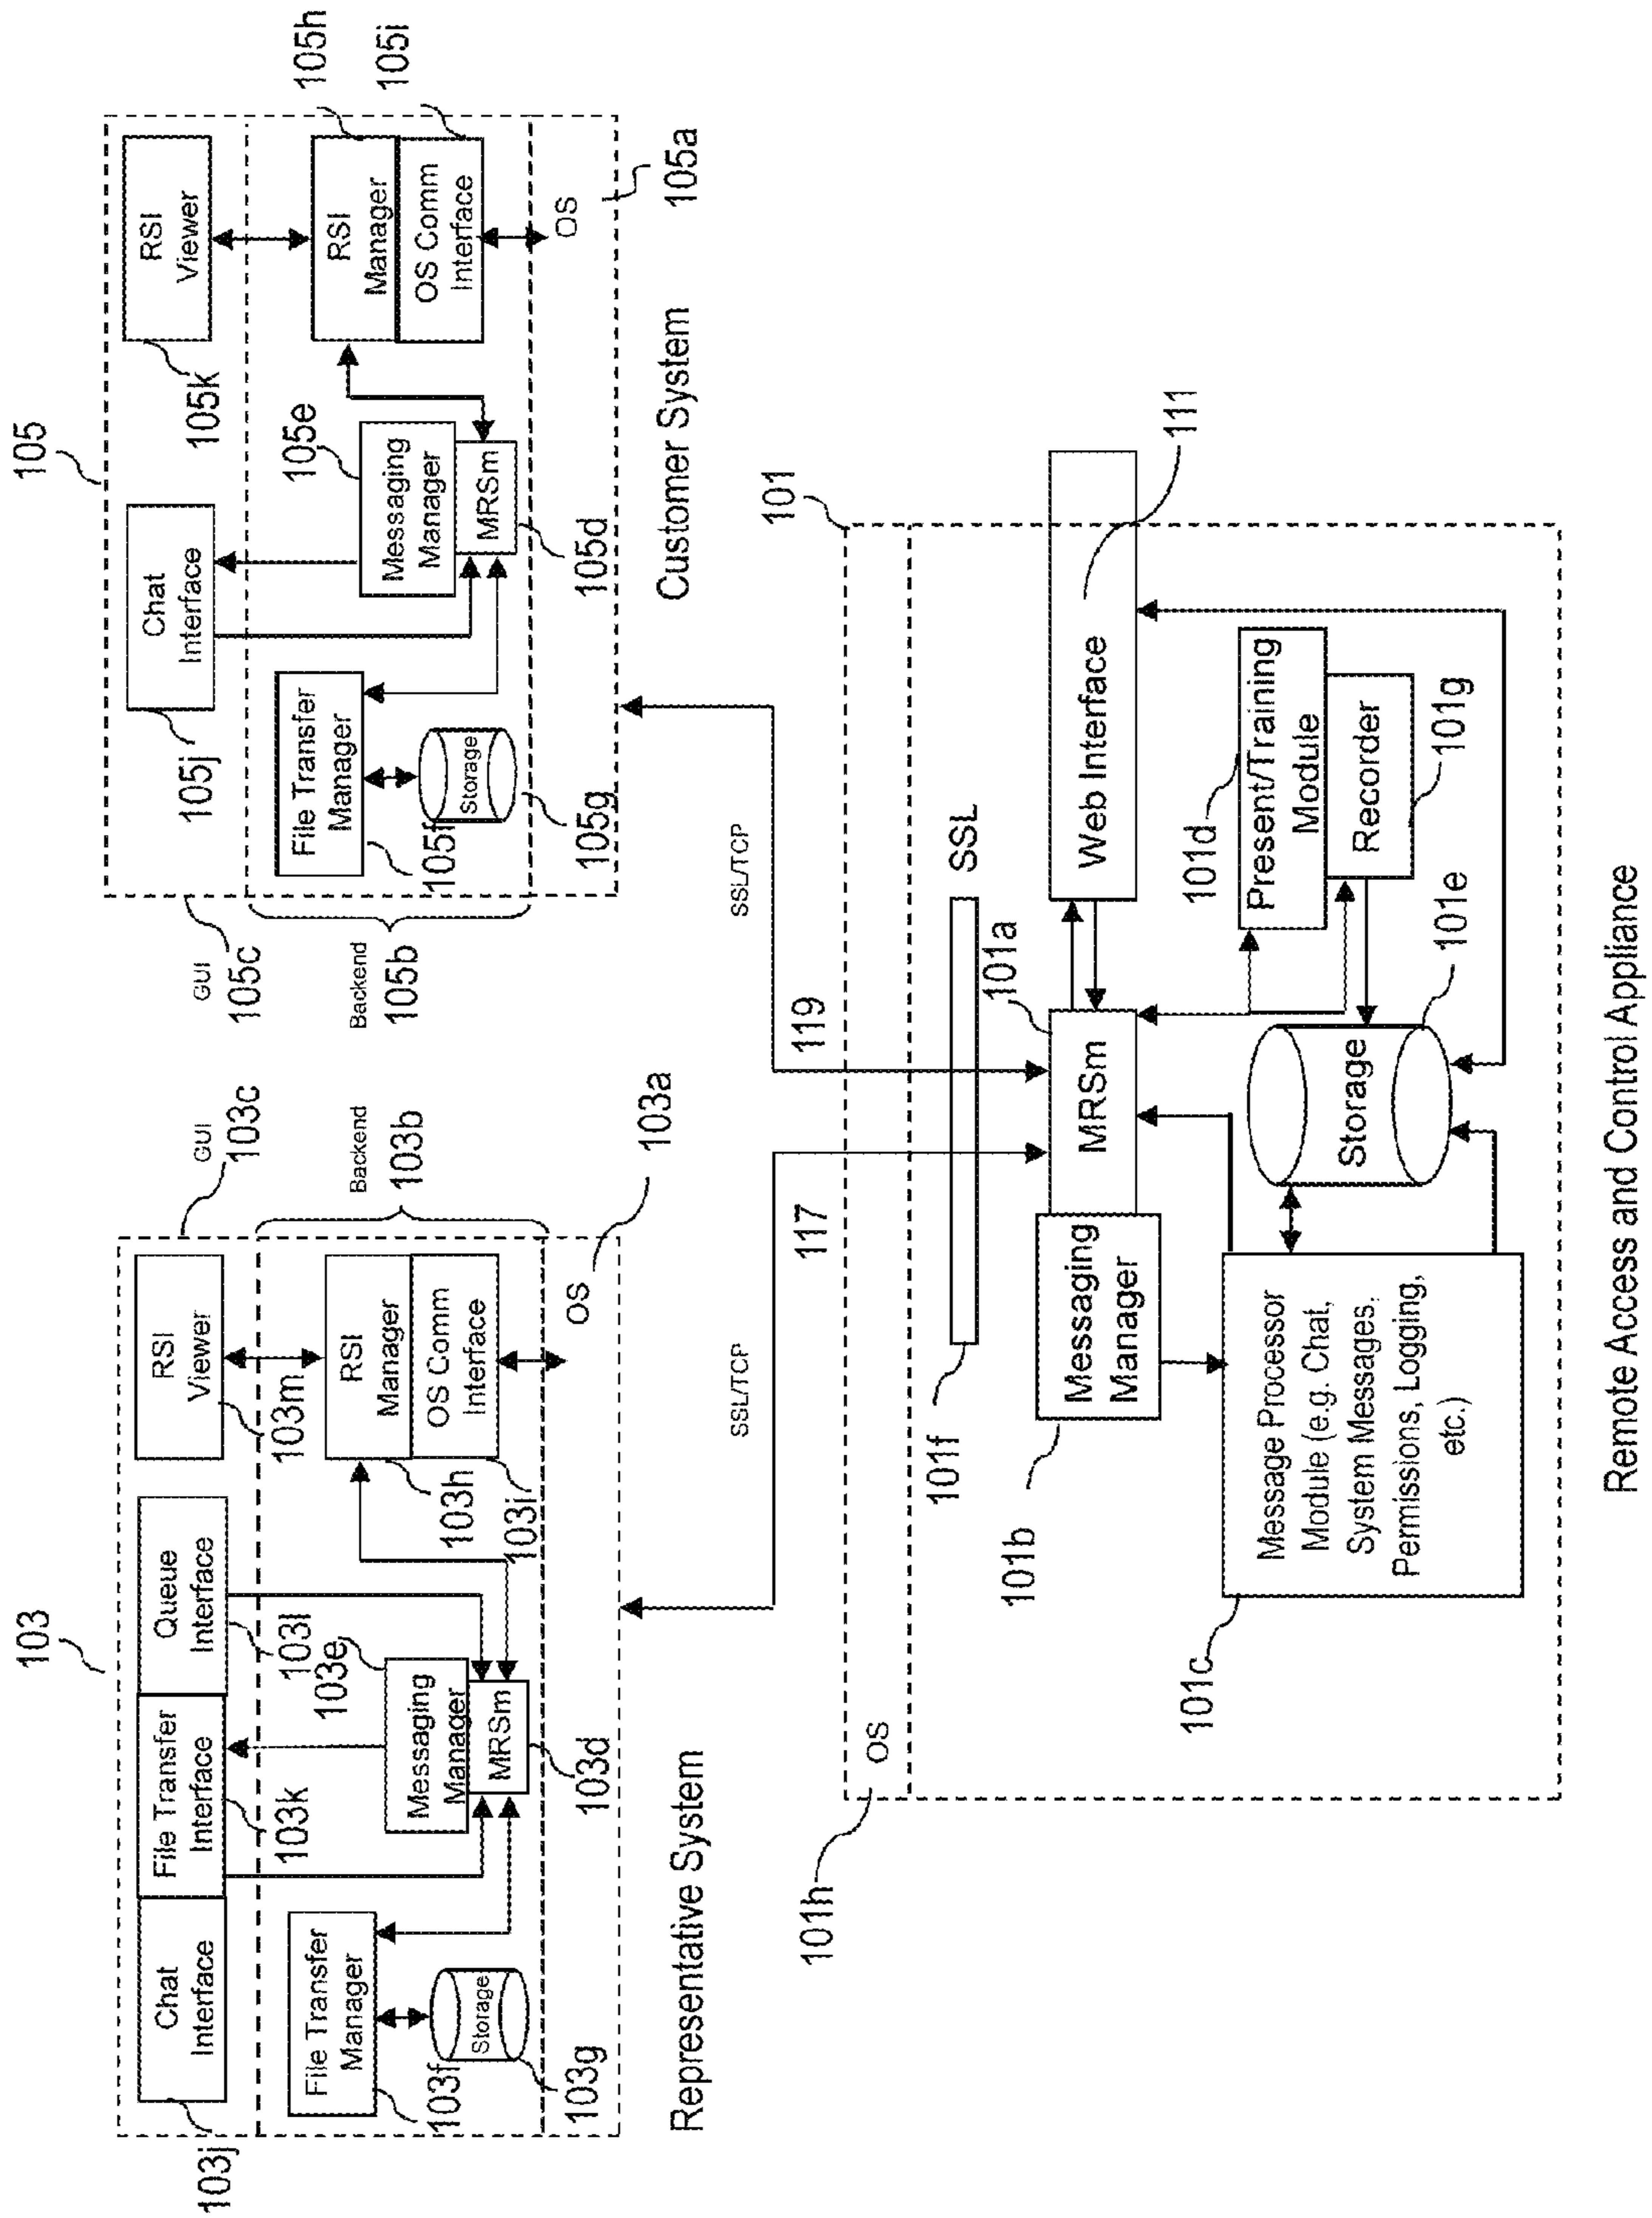 103
103c
GUI
Chat
Interface
File Transfer
Interface
Queue
Interface
RSI
Viewer
103j
103k
103l
103m
Backend
103b
File Transfer
Manager
103e
Messaging
Manager
RSI
Manager
103h
OS Comm
Interface
103i
103f
MRSm
103d
Storage
103g
OS
103a
Representative System
105
GUI
105c
Chat
Interface
RSI
Viewer
105j
105k
Backend
105b
File Transfer
Manager
105e
Messaging
Manager
RSI
Manager
105h
OS Comm
Interface
105i
105f
MRSm
105d
Storage
105g
OS
105a
Customer System
SSL/TCP
117
SSL/TCP
119
101
101h
OS
101f
SSL
101b
Messaging
Manager
MRSm
101a
Web Interface
111
101c
Message Processor
Module (e.g. Chat,
System Messages,
Permissions, Logging,
etc.)
Storage
101e
101d
Present/Training
Module
Recorder
101g
Remote Access and Control Appliance